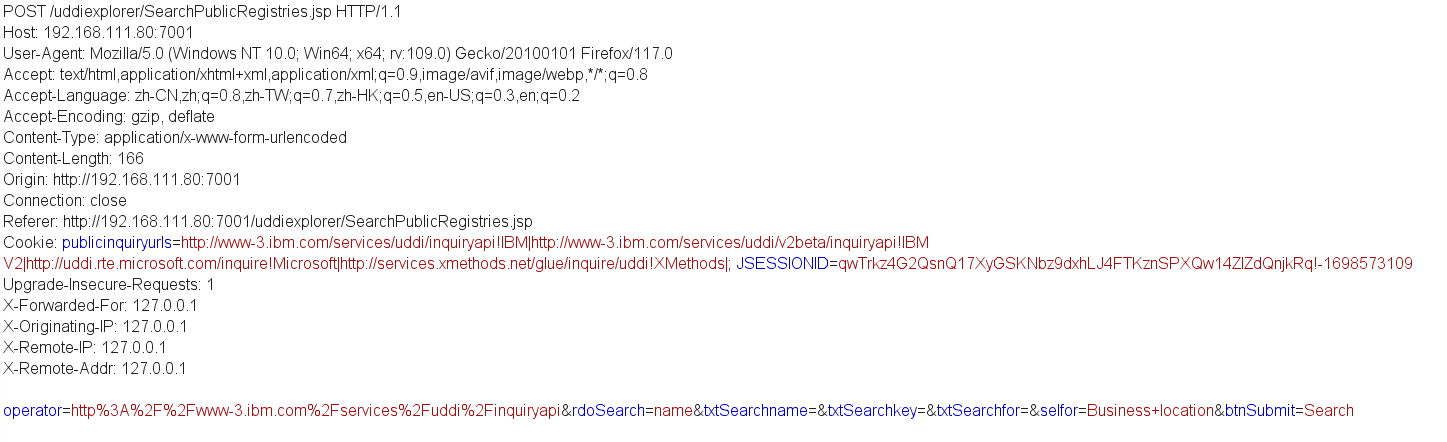 POST /uddiexplorer/SearchPublicRegistries.jsp HTTP/1.1
Host: 192.168.111.80:7001
User-Agent: Mozilla/5.0 (Windows NT 10.0; Win64; x64; rv:109.0) Gecko/20100101 Firefox/117.0
Accept: text/html,application/xhtml+xml,application/xml;q=0.9,image/avif,image/webp,*/*;q=0.8
Accept-Language: zh-CN,zh;q=0.8,zh-TW;q=0.7,zh-HK;q=0.5,en-US;q=0.3,en;q=0.2
Accept-Encoding: gzip, deflate
Content-Type: application/x-www-form-urlencoded
Content-Length: 166
Origin: http://192.168.111.80:7001
Connection: close
Referer: http://192.168.111.80:7001/uddiexplorer/SearchPublicRegistries.jsp
Cookie: publicinquiryurls=http://www-3.ibm.com/services/uddi/inquiryapi!IBM|http://www-3.ibm.com/services/uddi/v2beta/inquiryapi!IBM
V2|http://uddi.rte.microsoft.com/inquire!Microsoft|http://services.xmethods.net/glue/inquire/uddi!XMethods|; JSESSIONID=qwTrkz4G2QsnQ17XyGSKNbz9dxhLJ4FTKznSPXQw14ZlZdQnjkRq!-1698573109
Upgrade-Insecure-Requests: 1
X-Forwarded-For: 127.0.0.1
X-Originating-IP: 127.0.0.1
X-Remote-IP: 127.0.0.1
X-Remote-Addr: 127.0.0.1
operator=http%3A%2F%2Fwww-3.ibm.com%2Fservices%2Fuddi%2Finquiryapi&rdoSearch=name&txtSearchname=&txtSearchkey=&txtSearchfor=&selfor=Business+location&btnSubmit=Search